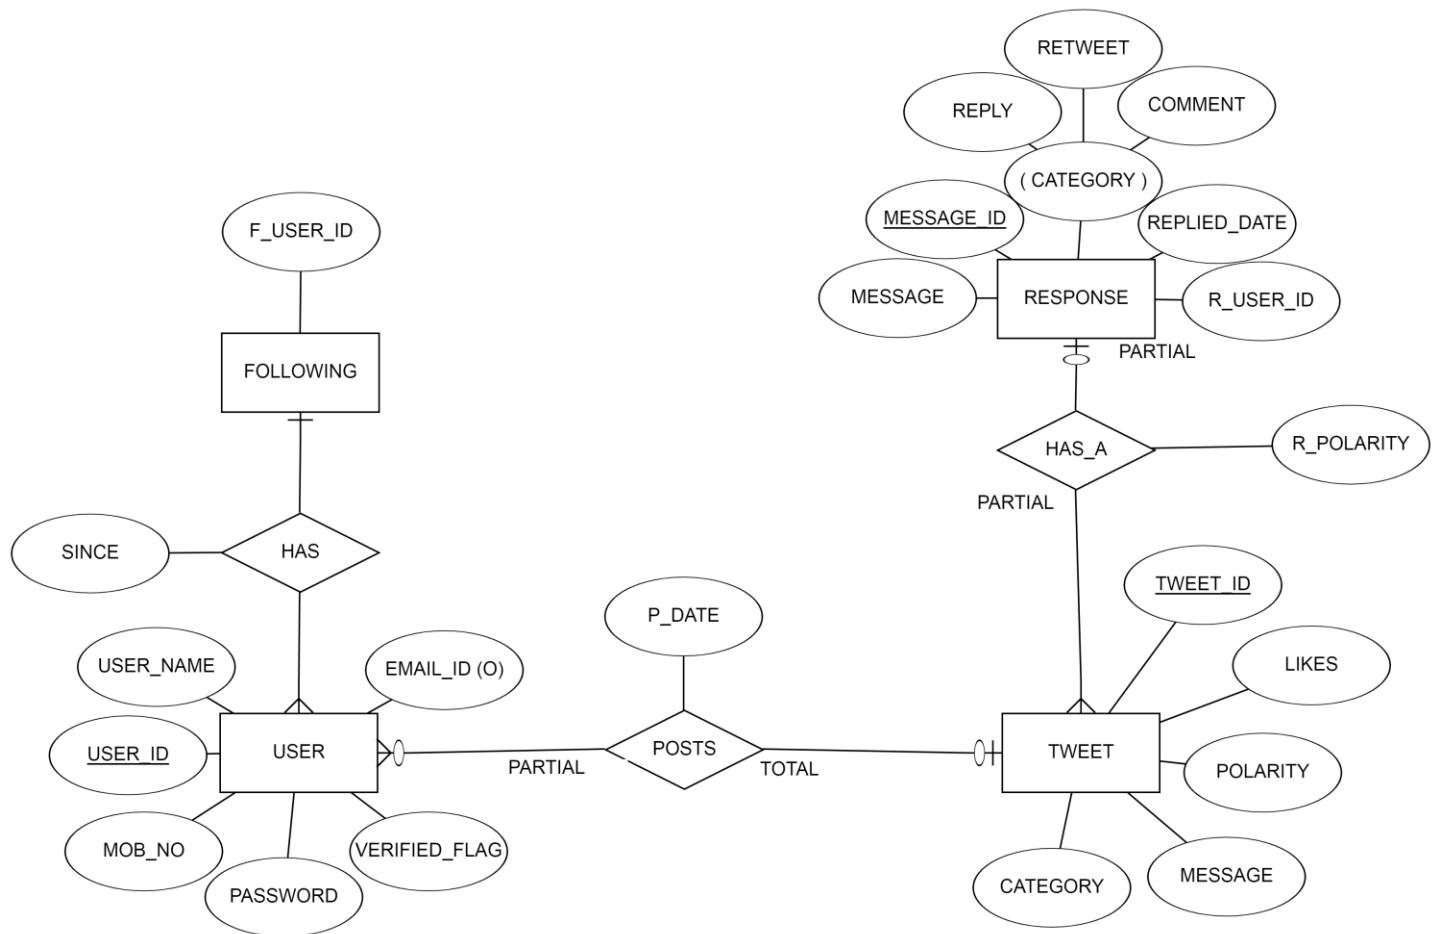 RETWEET
REPLY
COMMENT
( CATEGORY )
MESSAGE_ID
REPLIED_DATE
MESSAGE
RESPONSE
R_USER_ID
PARTIAL
F_USER_ID
FOLLOWING
HAS_A
R_POLARITY
PARTIAL
SINCE
HAS
TWEET_ID
P_DATE
USER_NAME
EMAIL_ID (O)
LIKES
USER_ID
USER
PARTIAL
POSTS
TOTAL
TWEET
POLARITY
MOB_NO
VERIFIED_FLAG
PASSWORD
CATEGORY
MESSAGE